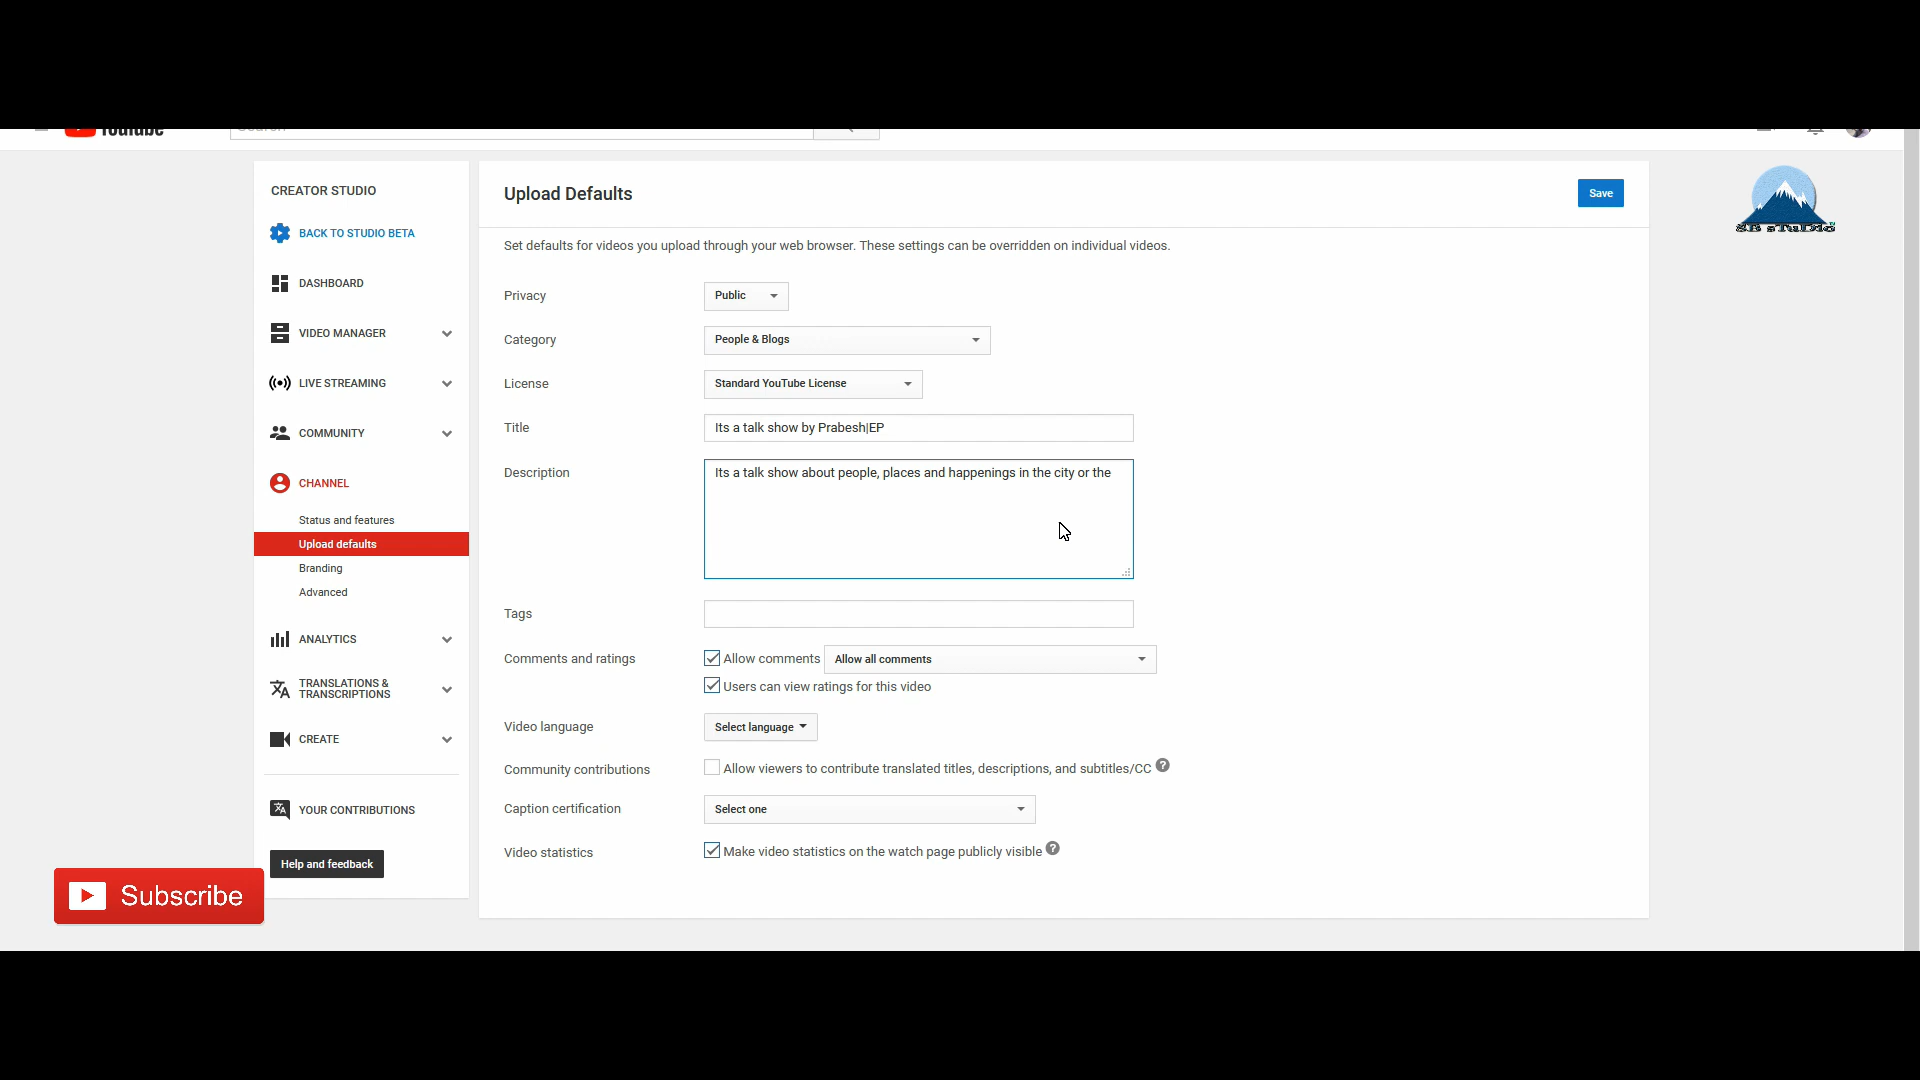 YouTube
Search
CREATOR STUDIO
BACK TO STUDIO BETA
DASHBOARD
VIDEO MANAGER
LIVE STREAMING
COMMUNITY
CHANNEL
Status and features
Upload defaults
Branding
Advanced
ANALYTICS
TRANSLATIONS &
TRANSCRIPTIONS
CREATE
YOUR CONTRIBUTIONS
Help and feedback
Subscribe
Upload Defaults
Save
Set defaults for videos you upload through your web browser. These settings can be overridden on individual videos.
Privacy Public
Category People & Blogs
License Standard YouTube License
Title Its a talk show by Prabesh|EP
Description Its a talk show about people, places and happenings in the city or the
Tags
Comments and ratings Allow comments Allow all comments
Users can view ratings for this video
Video language Select language
Community contributions Allow viewers to contribute translated titles, descriptions, and subtitles/CC ?
Caption certification Select one
Video statistics Make video statistics on the watch page publicly visible ?
SB sTuDio